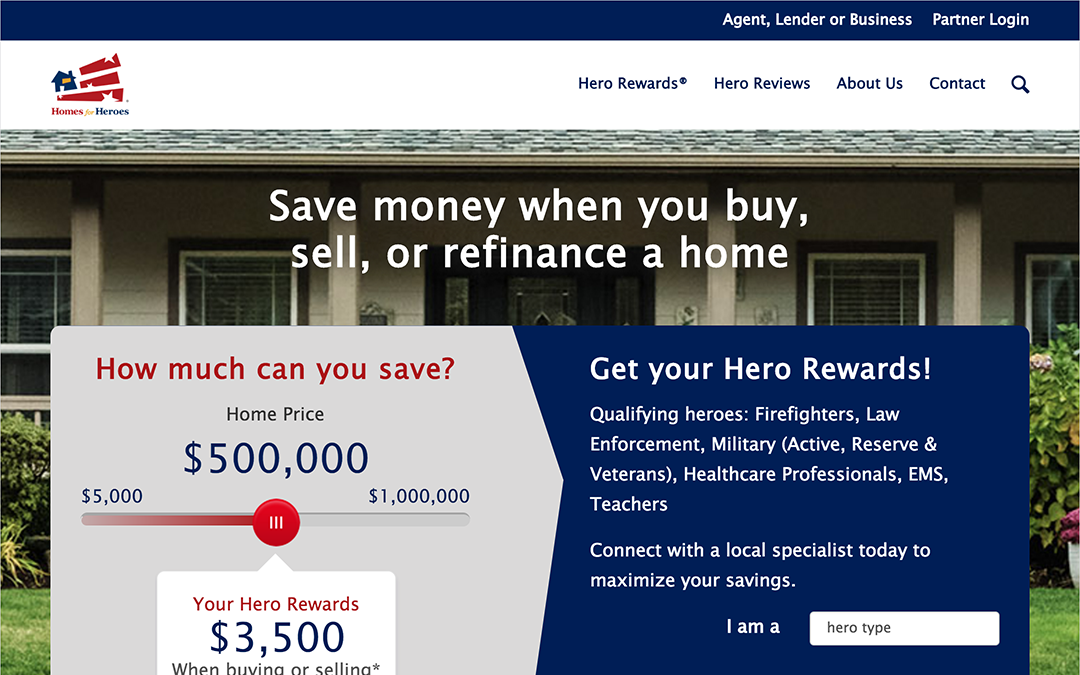 Agent, Lender or Business Partner Login
Homes for Heroes
Hero Rewards® Hero Reviews About Us Contact
Save money when you buy,
sell, or refinance a home
How much can you save?
Home Price
$500,000
$5,000 $1,000,000
Your Hero Rewards
$3,500
When buying or selling*
Get your Hero Rewards!
Qualifying heroes: Firefighters, Law
Enforcement, Military (Active, Reserve &
Veterans), Healthcare Professionals, EMS,
Teachers
Connect with a local specialist today to
maximize your savings.
I am a hero type